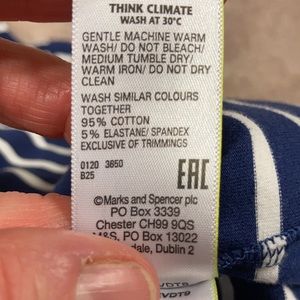 THINK CLIMATE
WASH AT 30°C
GENTLE MACHINE WARM
WASH/ DO NOT BLEACH/
MEDIUM TUMBLE DRY/
WARM IRON/ DO NOT DRY
CLEAN
WASH SIMILAR COLOURS
TOGETHER
95% COTTON
5% ELASTANE/ SPANDEX
EXCLUSIVE OF TRIMMINGS
0120 3650
B25
EAC
©Marks and Spencer plc
PO Box 3339
Chester CH99 9QS
M&S, PO Box 13022
dale, Dublin 2